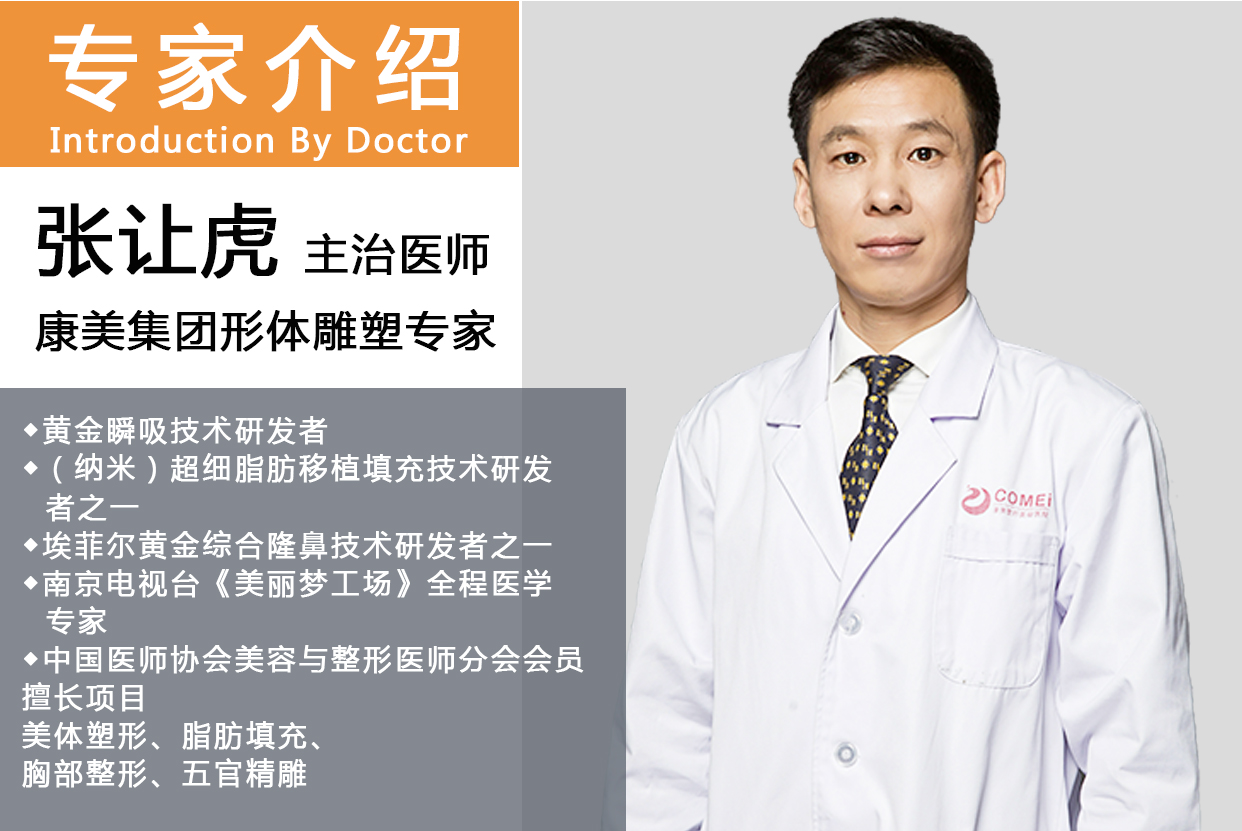 专家介绍
Introduction By Doctor
张让虎 主治医师
康美集团形体雕塑专家
◆黄金瞬吸技术研发者
◆（纳米）超细脂肪移植填充技术研发
者之一
◆埃菲尔黄金综合隆鼻技术研发者之一
◆南京电视台《美丽梦工场》全程医学
专家
◆中国医师协会美容与整形医师分会会员
擅长项目
美体塑形、脂肪填充、
胸部整形、五官精雕
COMEi